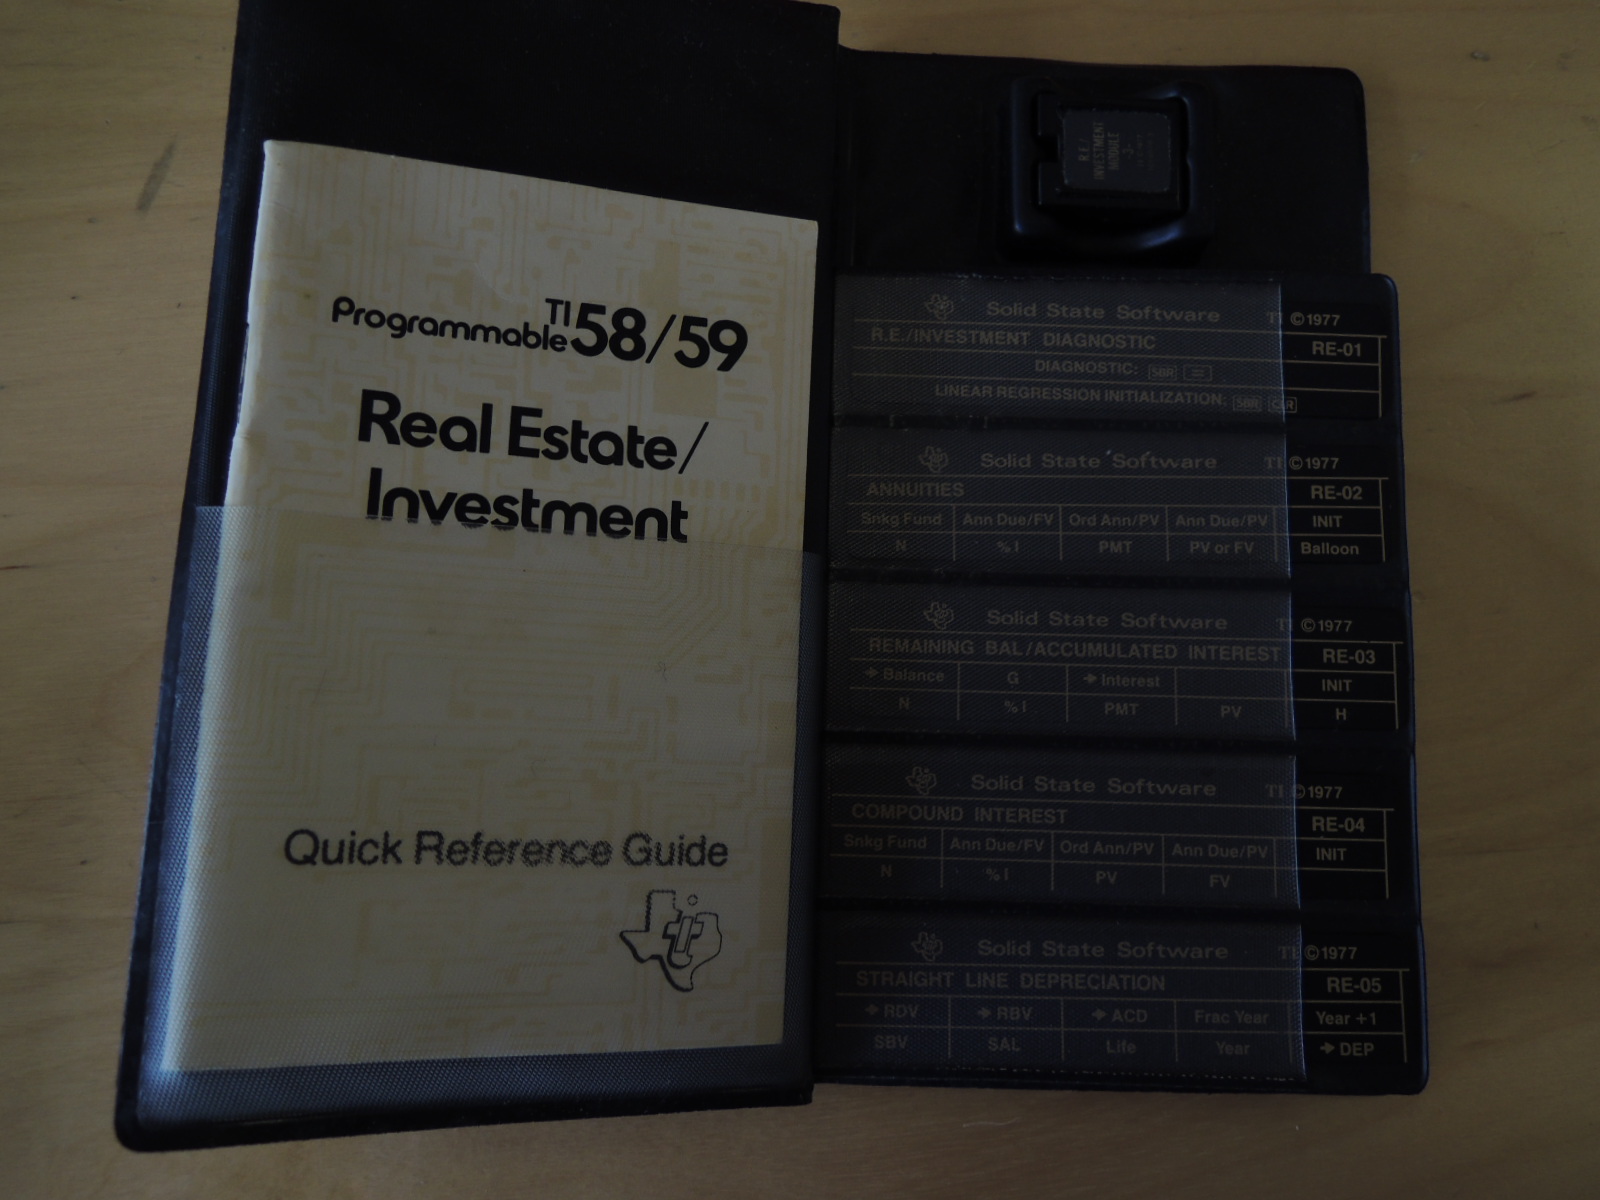 TI
Programmable 58/59
Real Estate/
Investment
Quick Reference Guide
R.E./
INVESTMENT
MODULE
-3-
Solid State Software TI ©1977
R.E./INVESTMENT DIAGNOSTIC RE-01
DIAGNOSTIC: SBR =
LINEAR REGRESSION INITIALIZATION: SBR CLR
Solid State Software TI ©1977
ANNUITIES RE-02
Snkg Fund Ann Due/FV Ord Ann/PV Ann Due/PV INIT
N %I PMT PV or FV Balloon
Solid State Software TI ©1977
REMAINING BAL/ACCUMULATED INTEREST RE-03
➔ Balance G ➔ Interest INIT
N %I PMT PV H
Solid State Software TI ©1977
COMPOUND INTEREST RE-04
Snkg Fund Ann Due/FV Ord Ann/PV Ann Due/PV INIT
N %I PV FV
Solid State Software TI ©1977
STRAIGHT LINE DEPRECIATION RE-05
➔ RDV ➔ RBV ➔ ACD Frac Year Year +1
SBV SAL Life Year ➔ DEP